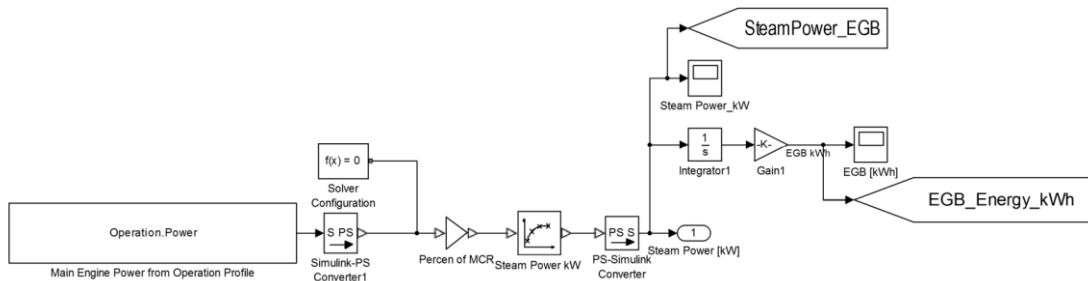 SteamPower_EGB
Steam Power_kW
1
s
Integrator1
-K-
Gain1
EGB kWh
EGB [kWh]
EGB_Energy_kWh
f(x) = 0
Solver
Configuration
Operation.Power
Main Engine Power from Operation Profile
S PS
Simulink-PS
Converter1
Percen of MCR
Steam Power kW
PS S
PS-Simulink
Converter
1
Steam Power [kW]